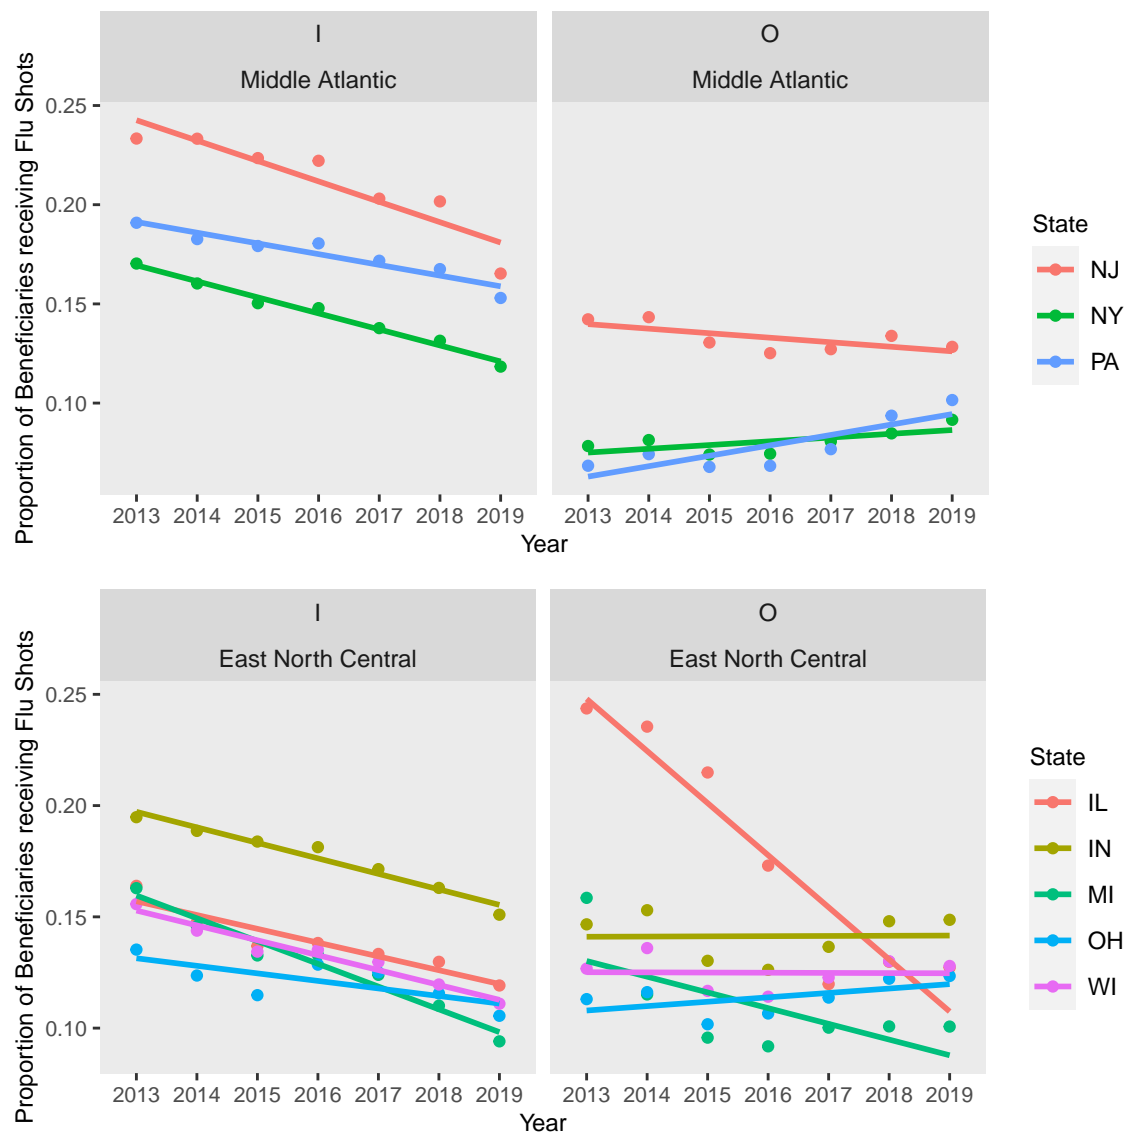 I
O
Middle Atlantic
Middle Atlantic
Proportion of Beneficiaries receiving Flu Shots
0.25
0.20
0.15
0.10
2013 2014 2015 2016 2017 2018 2019
2013 2014 2015 2016 2017 2018 2019
Year
State
NJ
NY
PA
I
O
East North Central
East North Central
Proportion of Beneficiaries receiving Flu Shots
0.25
0.20
0.15
0.10
2013 2014 2015 2016 2017 2018 2019
2013 2014 2015 2016 2017 2018 2019
Year
State
IL
IN
MI
OH
WI